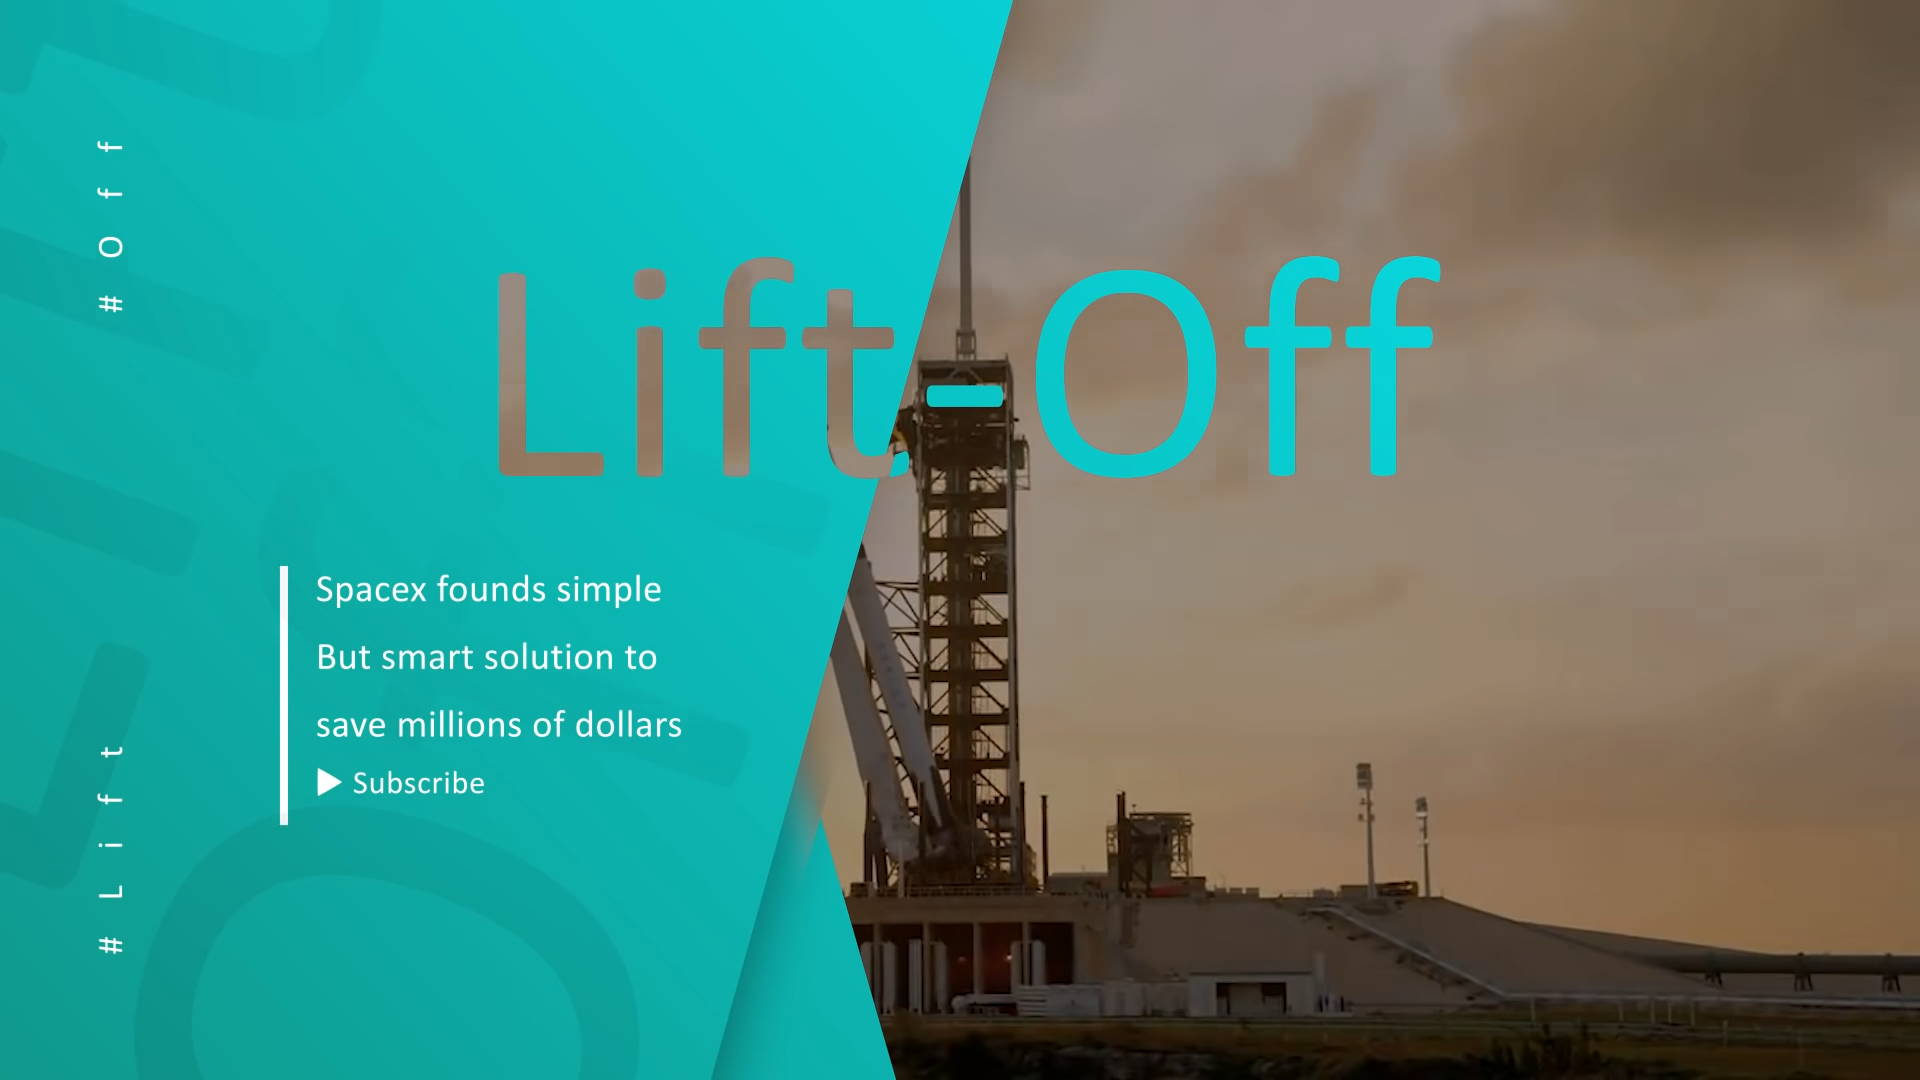 #Off
#Lift
Lift-Off
Spacex founds simple
But smart solution to
save millions of dollars
▶ Subscribe